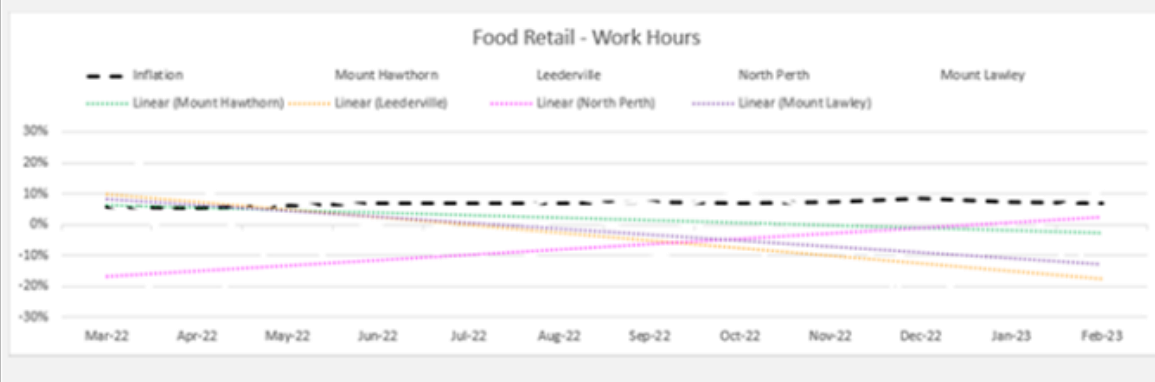 Food Retail - Work Hours
Inflation Mount Hawthorn Leederville North Perth Mount Lawley
Linear (Mount Hawthorn) Linear (Leederville) Linear (North Perth) Linear (Mount Lawley)
30%
20%
10%
0%
-10%
-20%
-30%
Mar-22 Apr-22 May-22 Jun-22 Jul-22 Aug-22 Sep-22 Oct-22 Nov-22 Dec-22 Jan-23 Feb-23